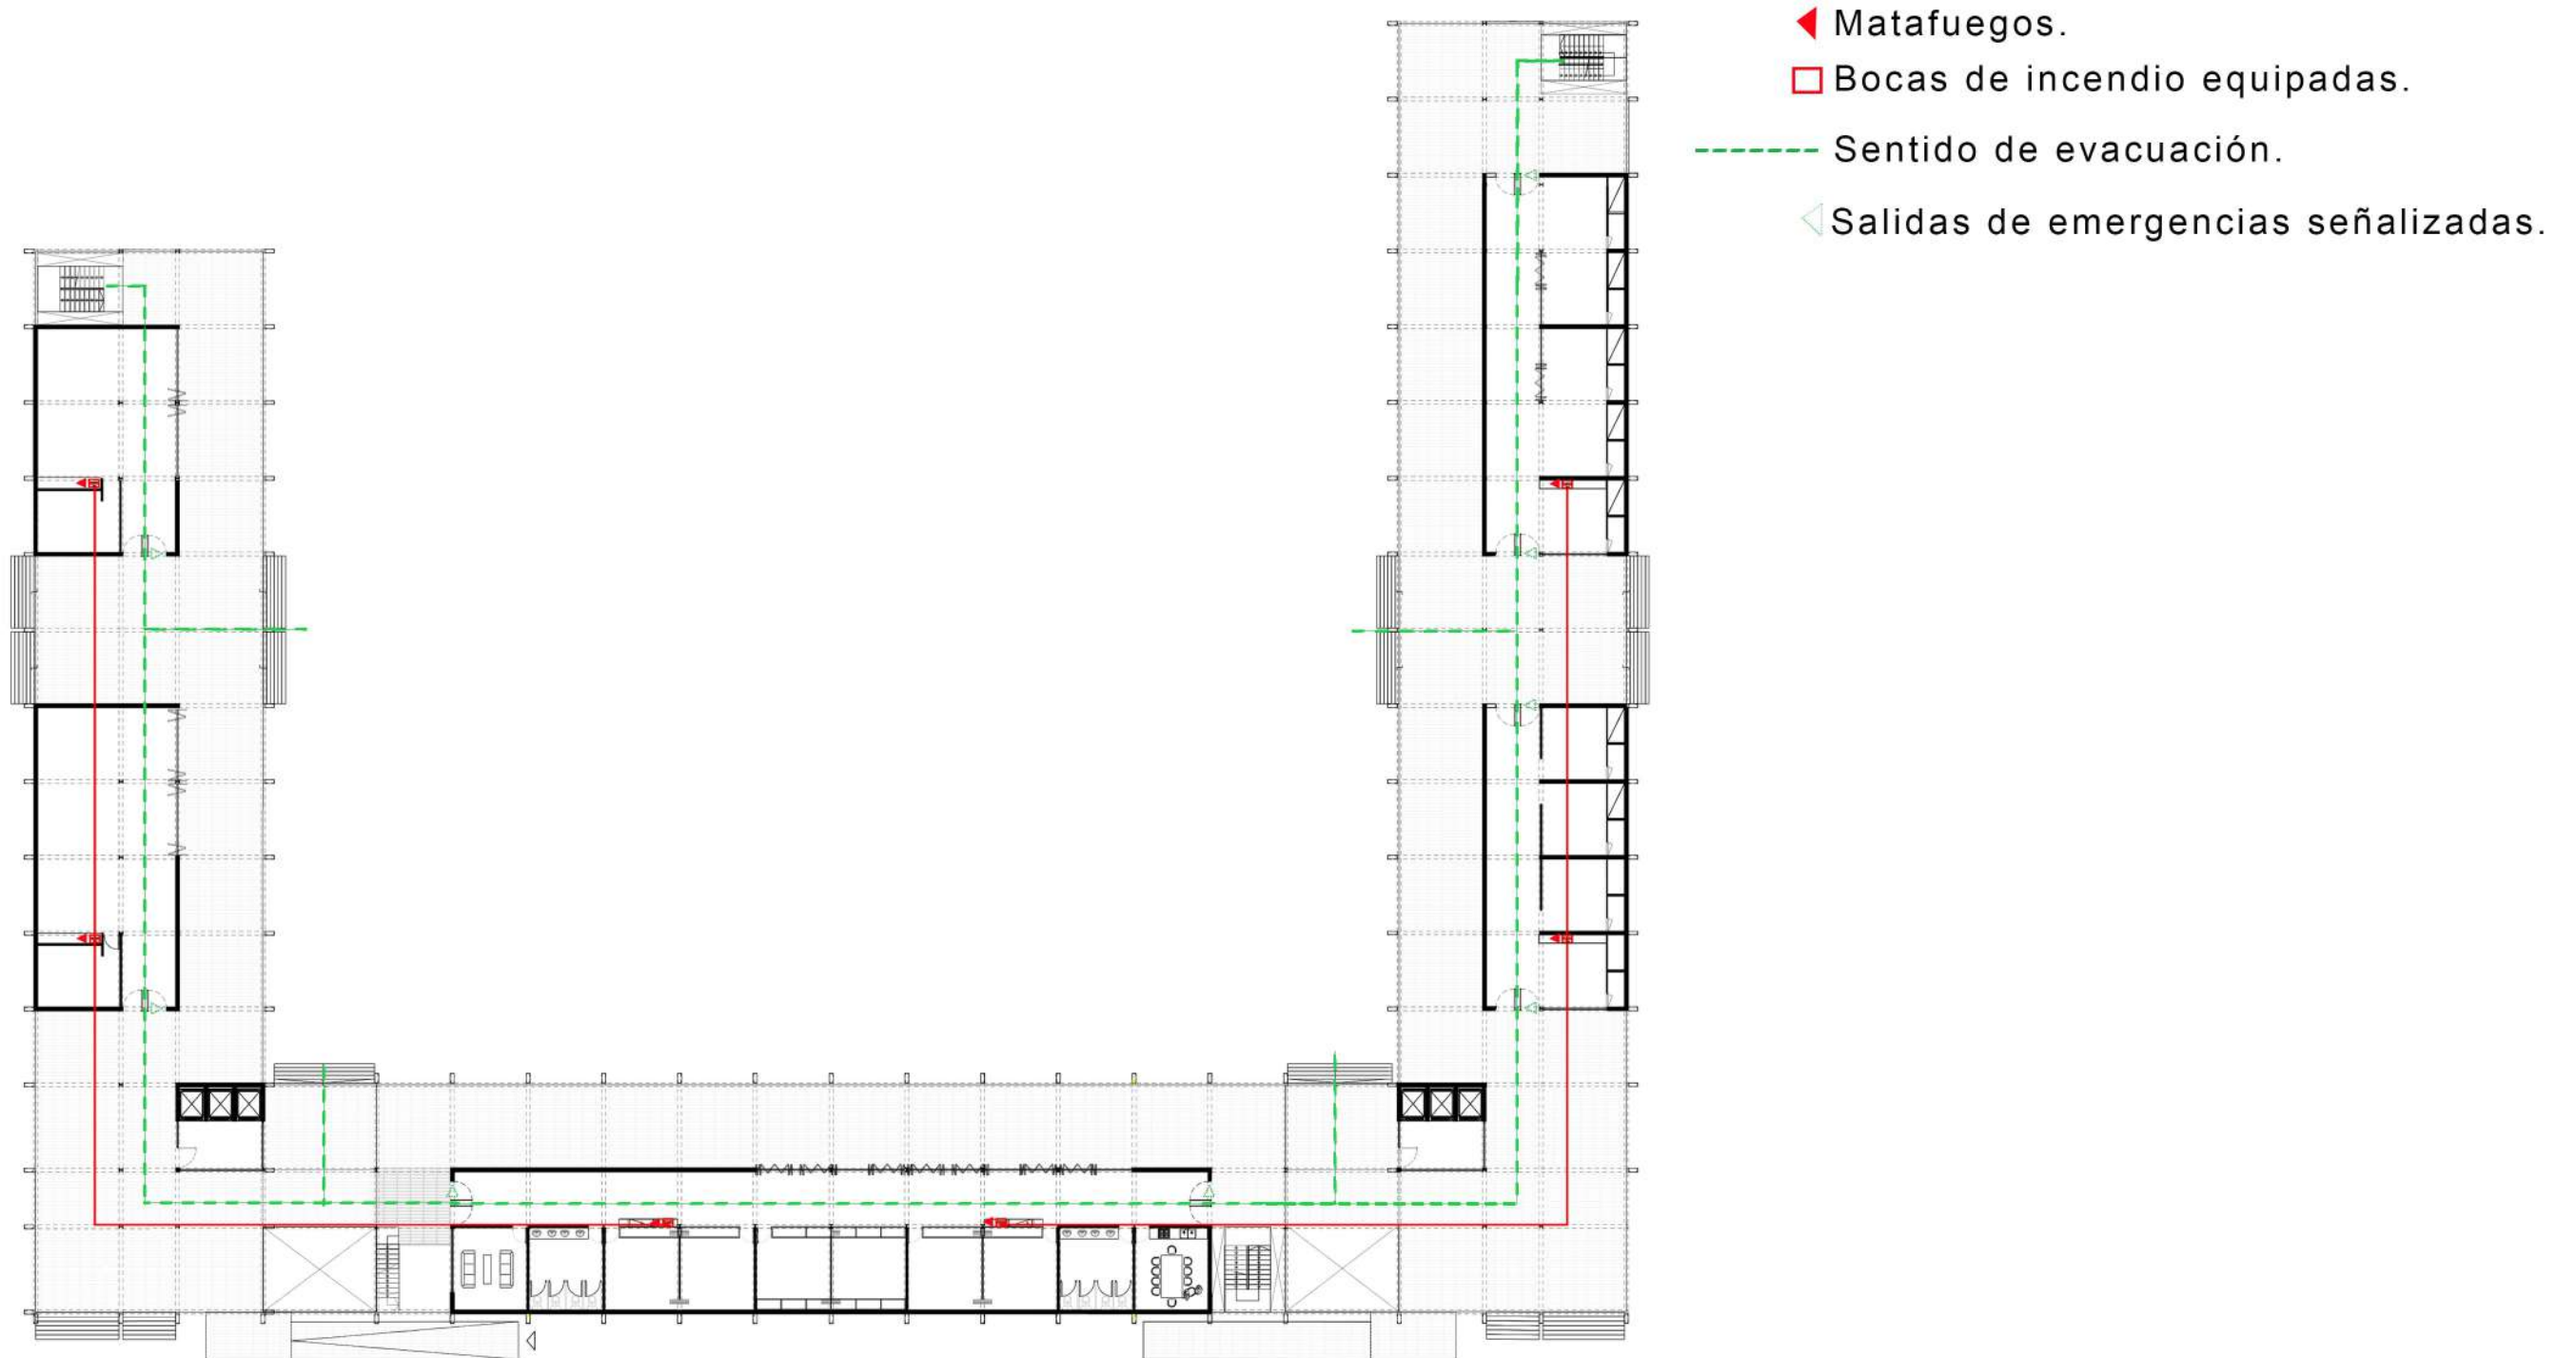 Matafuegos.
Bocas de incendio equipadas.
Sentido de evacuación.
Salidas de emergencias señalizadas.